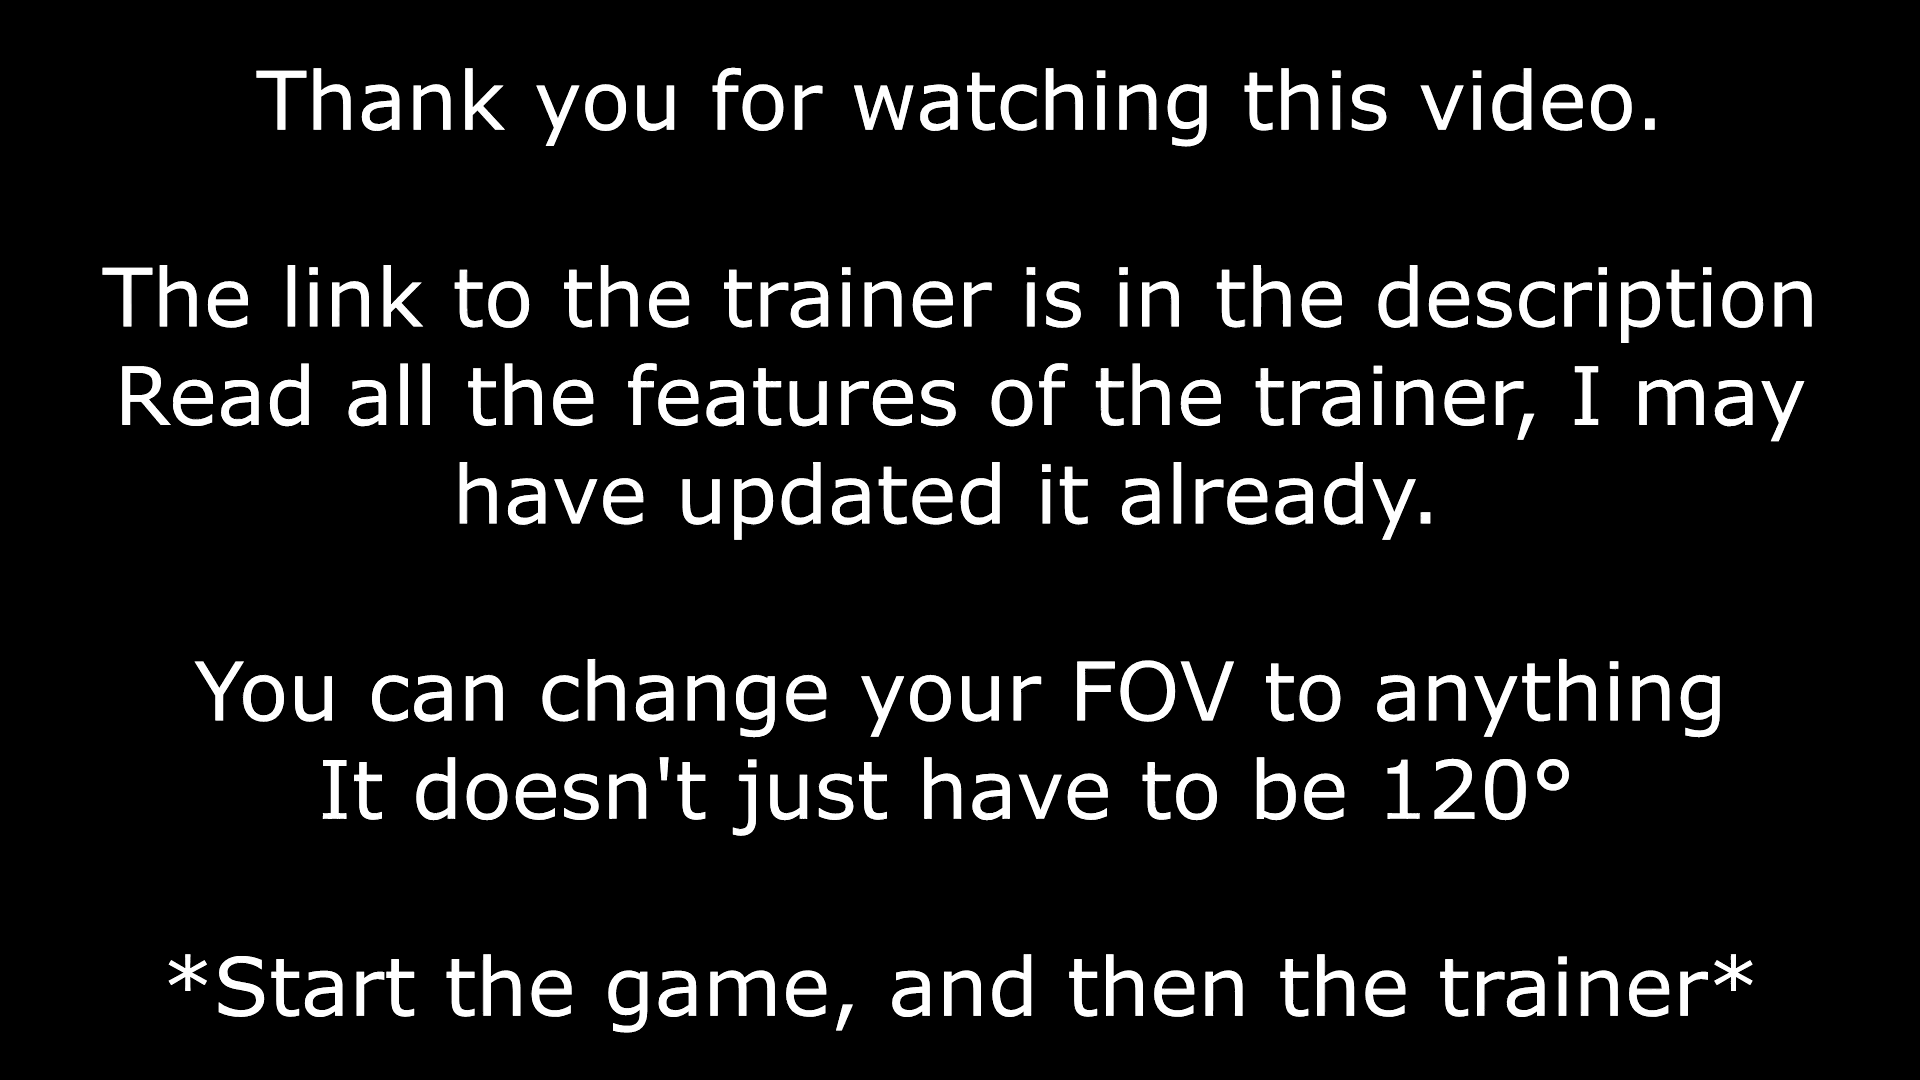 Thank you for watching this video.
The link to the trainer is in the description
Read all the features of the trainer, I may
have updated it already.
You can change your FOV to anything
It doesn't just have to be 120°
*Start the game, and then the trainer*